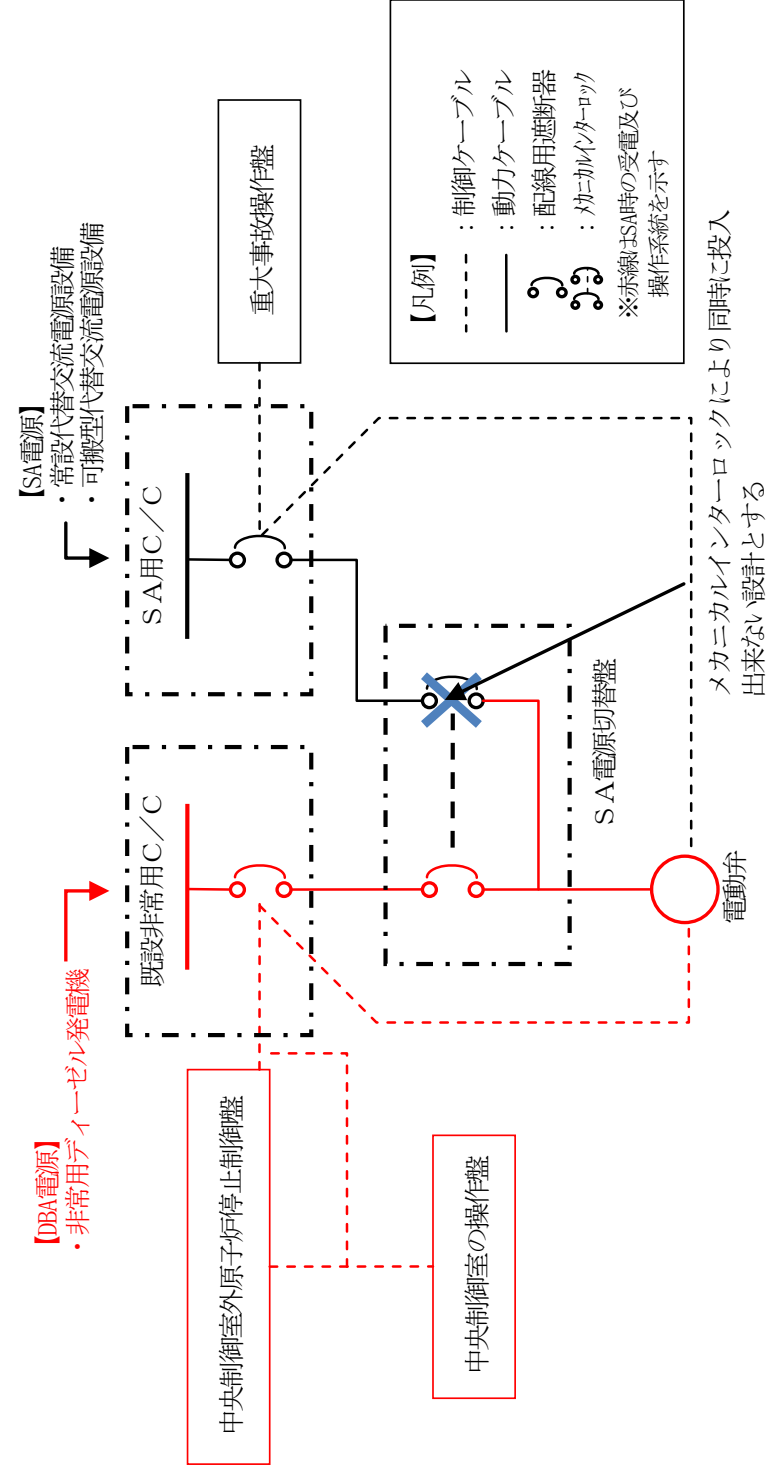 【DBA電源】
・非常用ディーゼル発電機
【SA電源】
・常設代替交流電源設備
・可搬型代替交流電源設備
既設非常用C／C
SA用C／C
中央制御室外原子炉停止制御盤
重大事故操作盤
中央制御室の操作盤
SA電源切替盤
電動弁
メカニカルインターロックにより同時に投入
出来ない設計とする
【凡例】
：制御ケーブル
：動力ケーブル
：配線用遮断器
：メカニカルインターロック
※赤線はSA時の受電及び
操作系統を示す